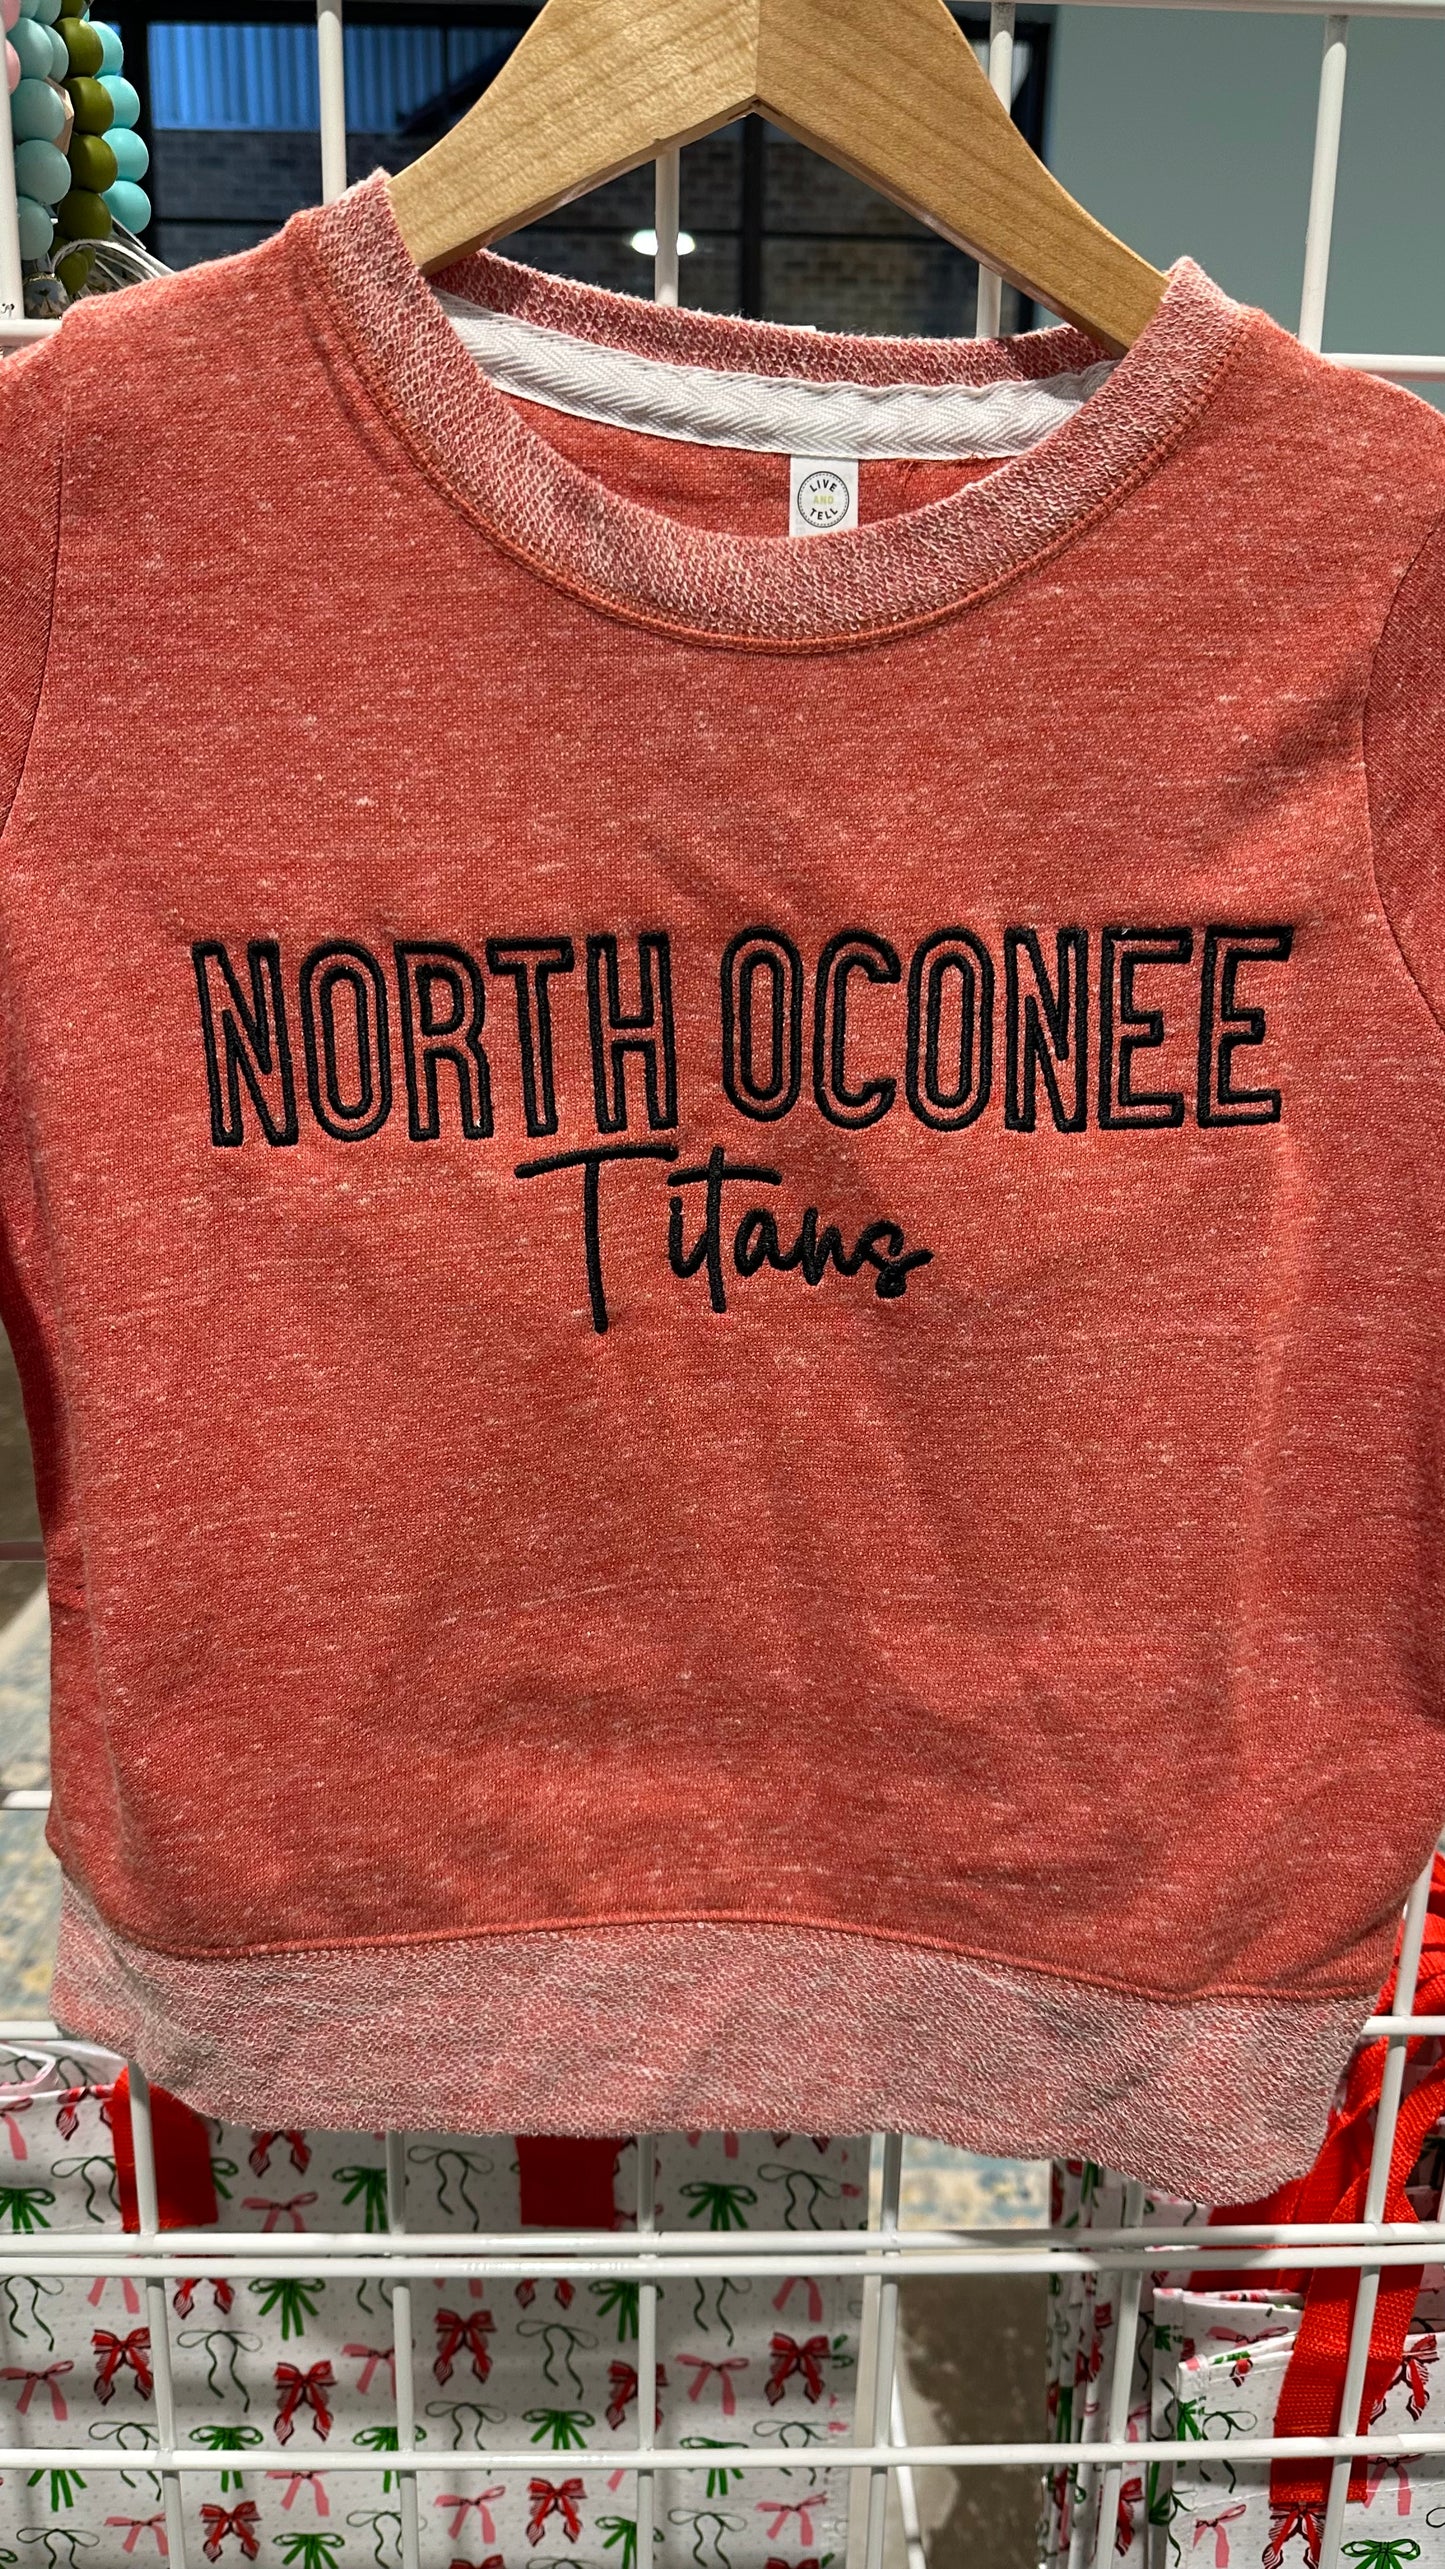 LIVE
AND
TELL
NORTH OCONEE
Titans